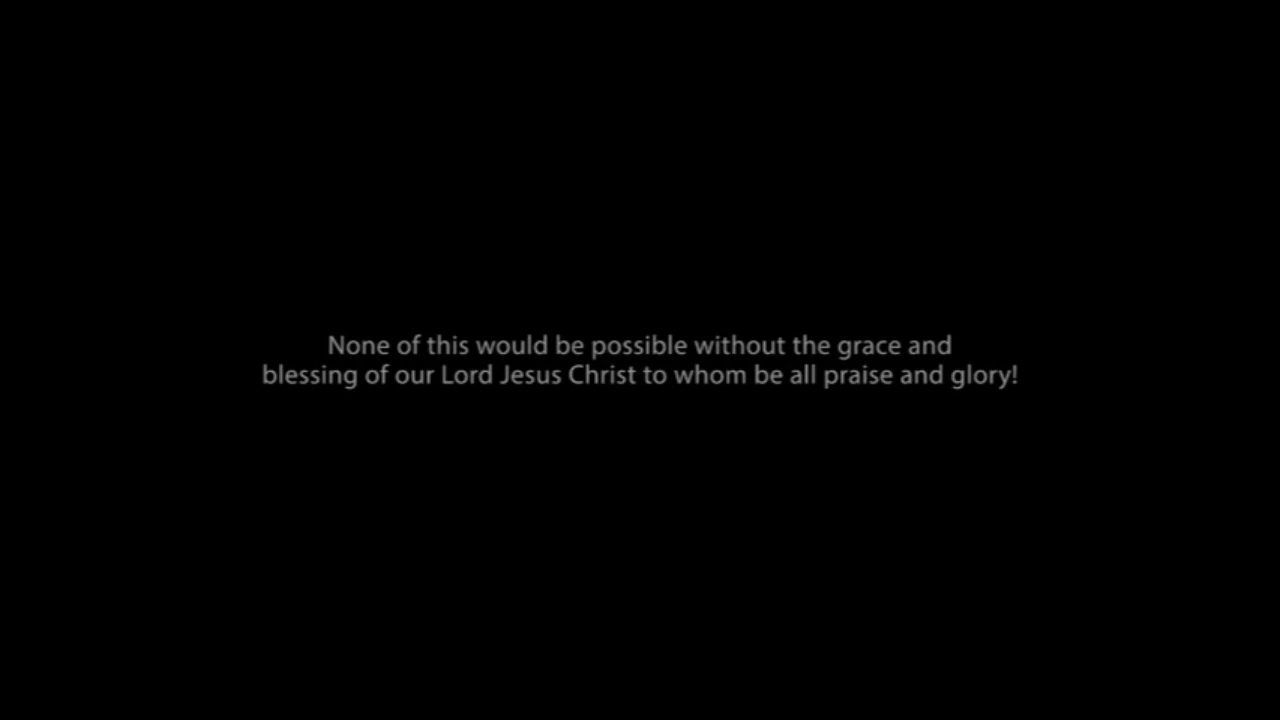 None of this would be possible without the grace and
blessing of our Lord Jesus Christ to whom be all praise and glory!